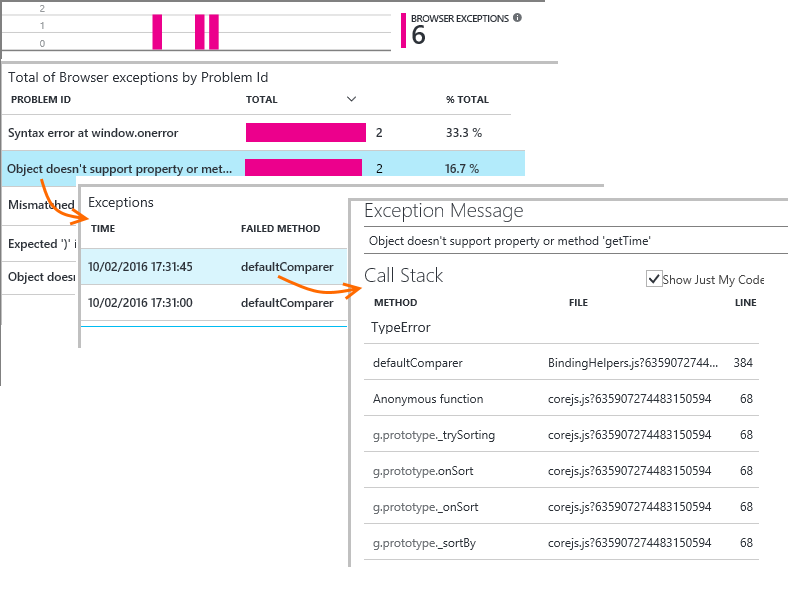 2
1
0
BROWSER EXCEPTIONS
6
Total of Browser exceptions by Problem Id
PROBLEM ID TOTAL % TOTAL
Syntax error at window.onerror 2 33.3 %
Object doesn't support property or met... 2 16.7 %
Mismatched
Expected ')' i
Object does
Exceptions
TIME FAILED METHOD
10/02/2016 17:31:45 defaultComparer
10/02/2016 17:31:00 defaultComparer
Exception Message
Object doesn't support property or method 'getTime'
Call Stack
Show Just My Code
METHOD FILE LINE
TypeError
defaultComparer BindingHelpers.js?6359072744... 384
Anonymous function corejs.js?635907274483150594 68
g.prototype._trySorting corejs.js?635907274483150594 68
g.prototype.onSort corejs.js?635907274483150594 68
g.prototype._onSort corejs.js?635907274483150594 68
g.prototype._sortBy corejs.js?635907274483150594 68